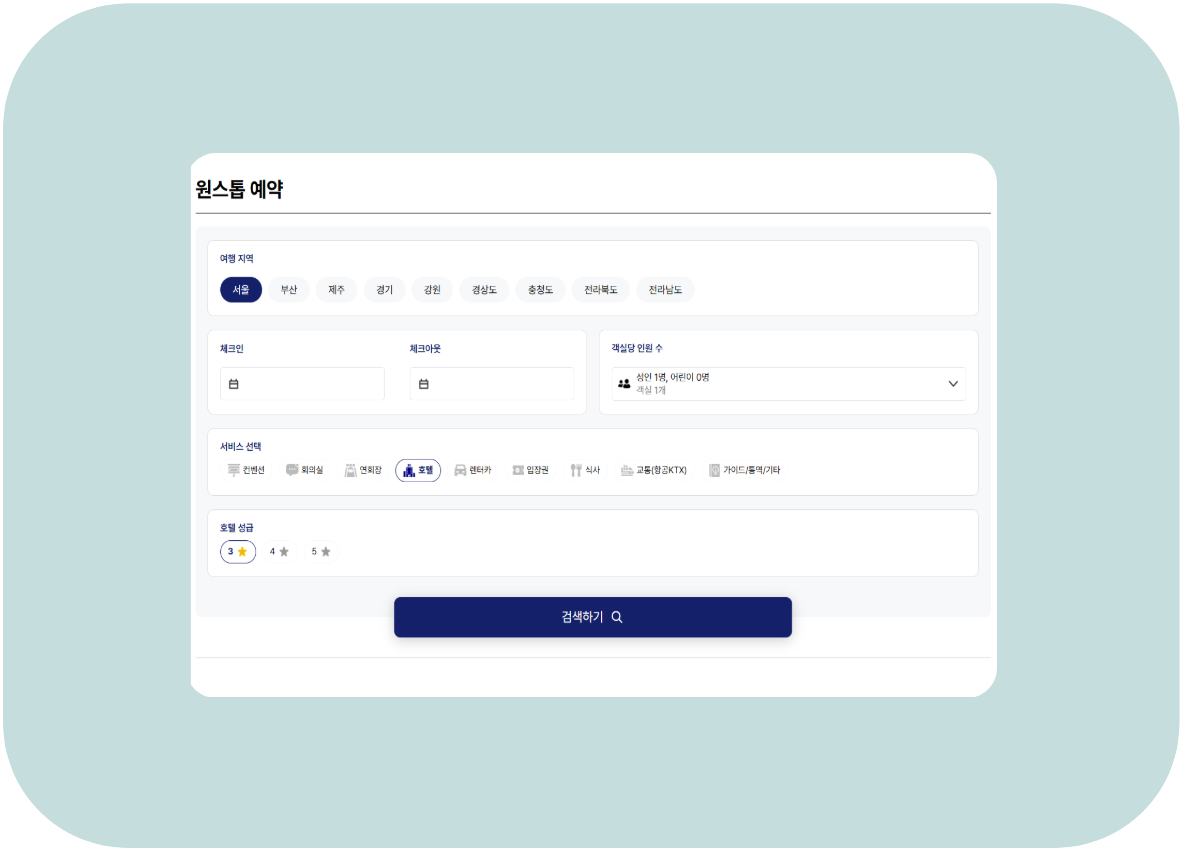 원스톱 예약
여행 지역
서울 부산 제주 경기 강원 경상도 충청도 전라북도 전라남도
체크인 체크아웃 객실당 인원 수
성인 1명, 어린이 0명
객실 1개
서비스 선택
컨벤션 회의실 연회장 호텔 렌터카 입장권 식사 교통(항공KTX) 가이드/통역/기타
호텔 성급
3 4 5
검색하기